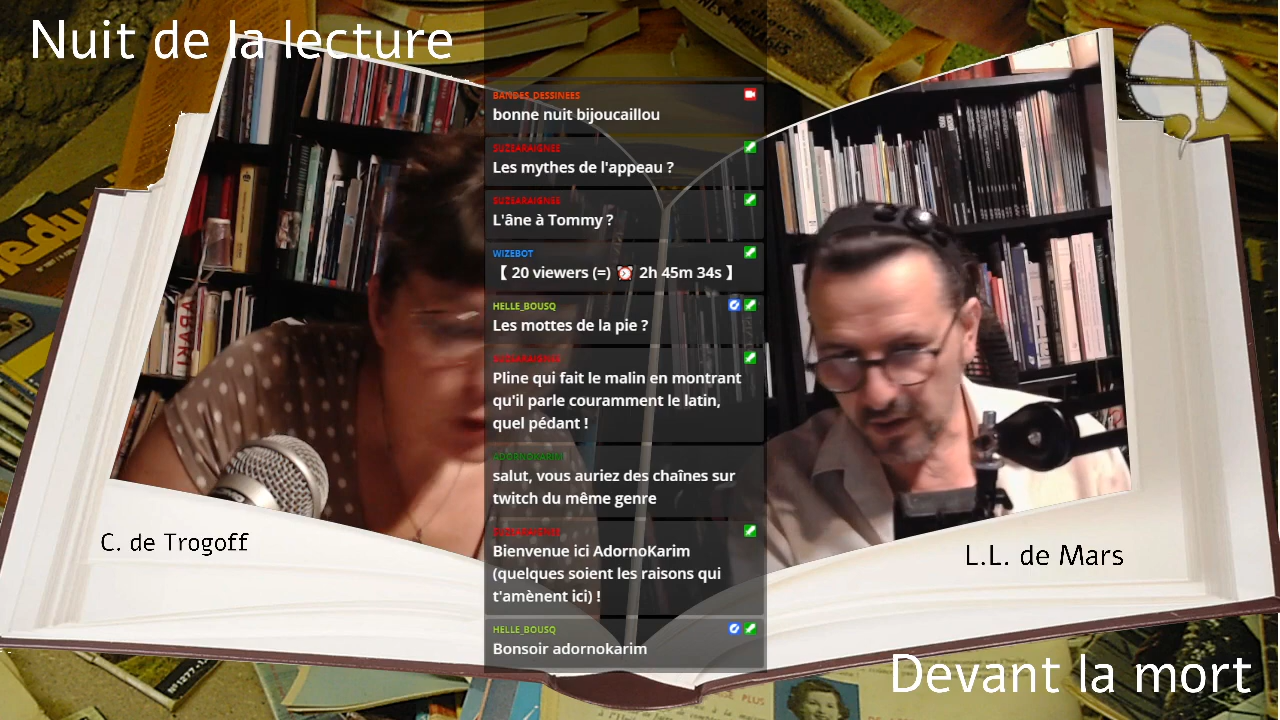 Nuit de la lecture
BANDES_DESSINEES
bonne nuit bijoucaillou
SUZEARAIGNEE
Les mythes de l'appeau ?
SUZEARAIGNEE
L'âne à Tommy ?
WIZEBOT
【 20 viewers (=) ⏰ 2h 45m 34s 】
HELLE_BOUSQ
Les mottes de la pie ?
SUZEARAIGNEE
Pline qui fait le malin en montrant
qu'il parle couramment le latin,
quel pédant !
ADORNOKARIM
salut, vous auriez des chaînes sur
twitch du même genre
SUZEARAIGNEE
Bienvenue ici AdornoKarim
(quelques soient les raisons qui
t'amènent ici) !
HELLE_BOUSQ
Bonsoir adornokarim
C. de Trogoff
L.L. de Mars
Devant la mort
KABAKI
PLUS